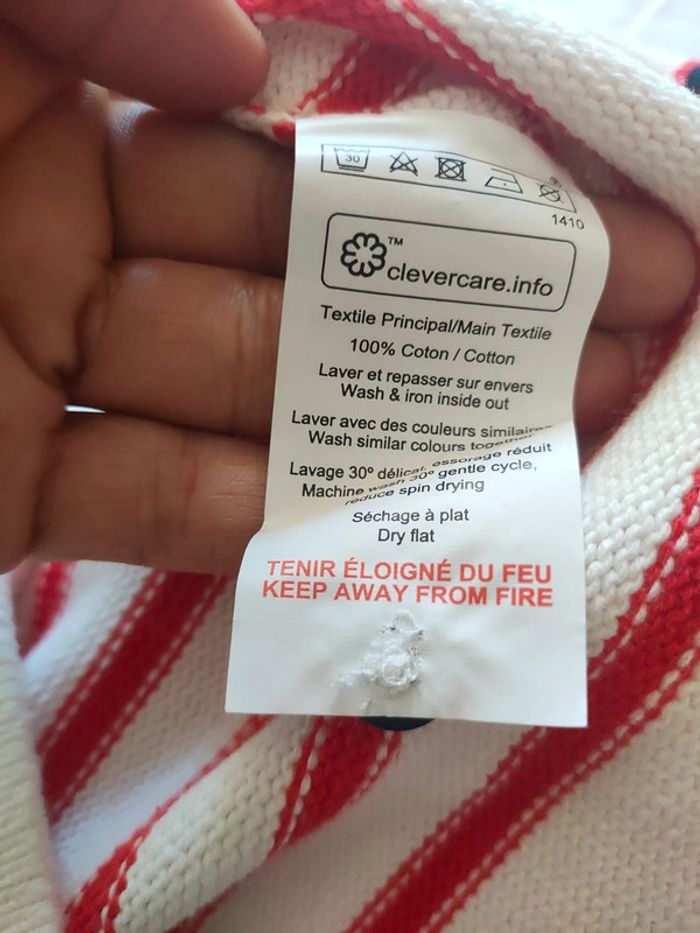 30
1410
™
clevercare.info
Textile Principal/Main Textile
100% Coton / Cotton
Laver et repasser sur envers
Wash & iron inside out
Laver avec des couleurs similaires
Wash similar colours together
Lavage 30° délicat, essorage réduit
Machine wash 30° gentle cycle,
reduce spin drying
Séchage à plat
Dry flat
TENIR ÉLOIGNÉ DU FEU
KEEP AWAY FROM FIRE